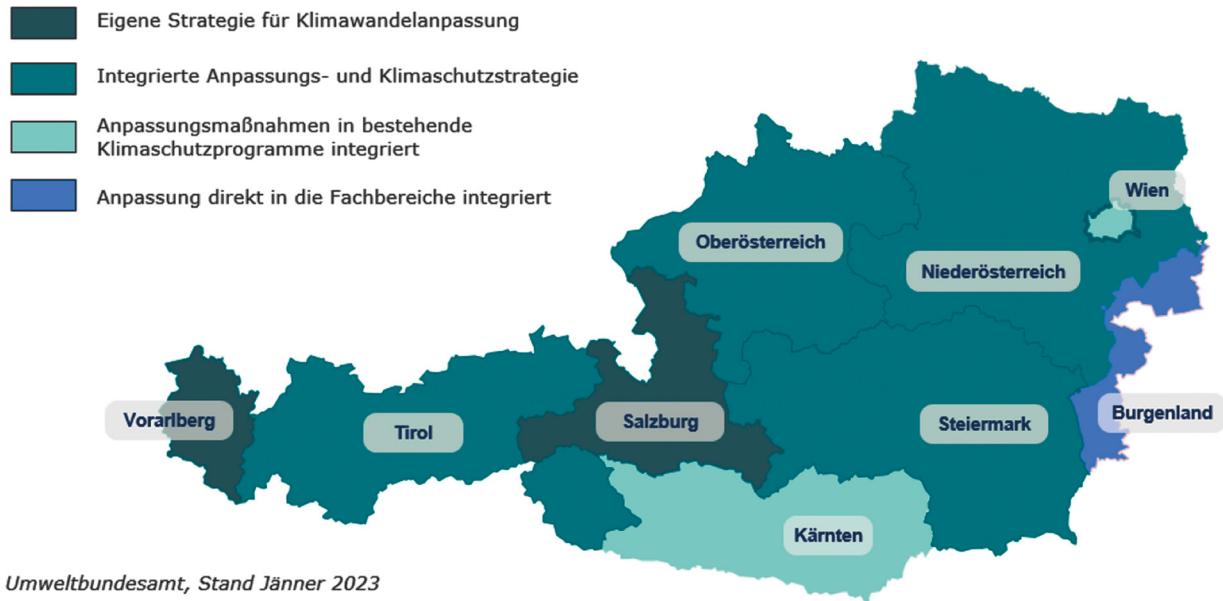 Eigene Strategie für Klimawandelanpassung
Integrierte Anpassungs- und Klimaschutzstrategie
Anpassungsmaßnahmen in bestehende
Klimaschutzprogramme integriert
Anpassung direkt in die Fachbereiche integriert
Wien
Oberösterreich
Niederösterreich
Vorarlberg
Tirol
Salzburg
Steiermark
Burgenland
Kärnten
Umweltbundesamt, Stand Jänner 2023